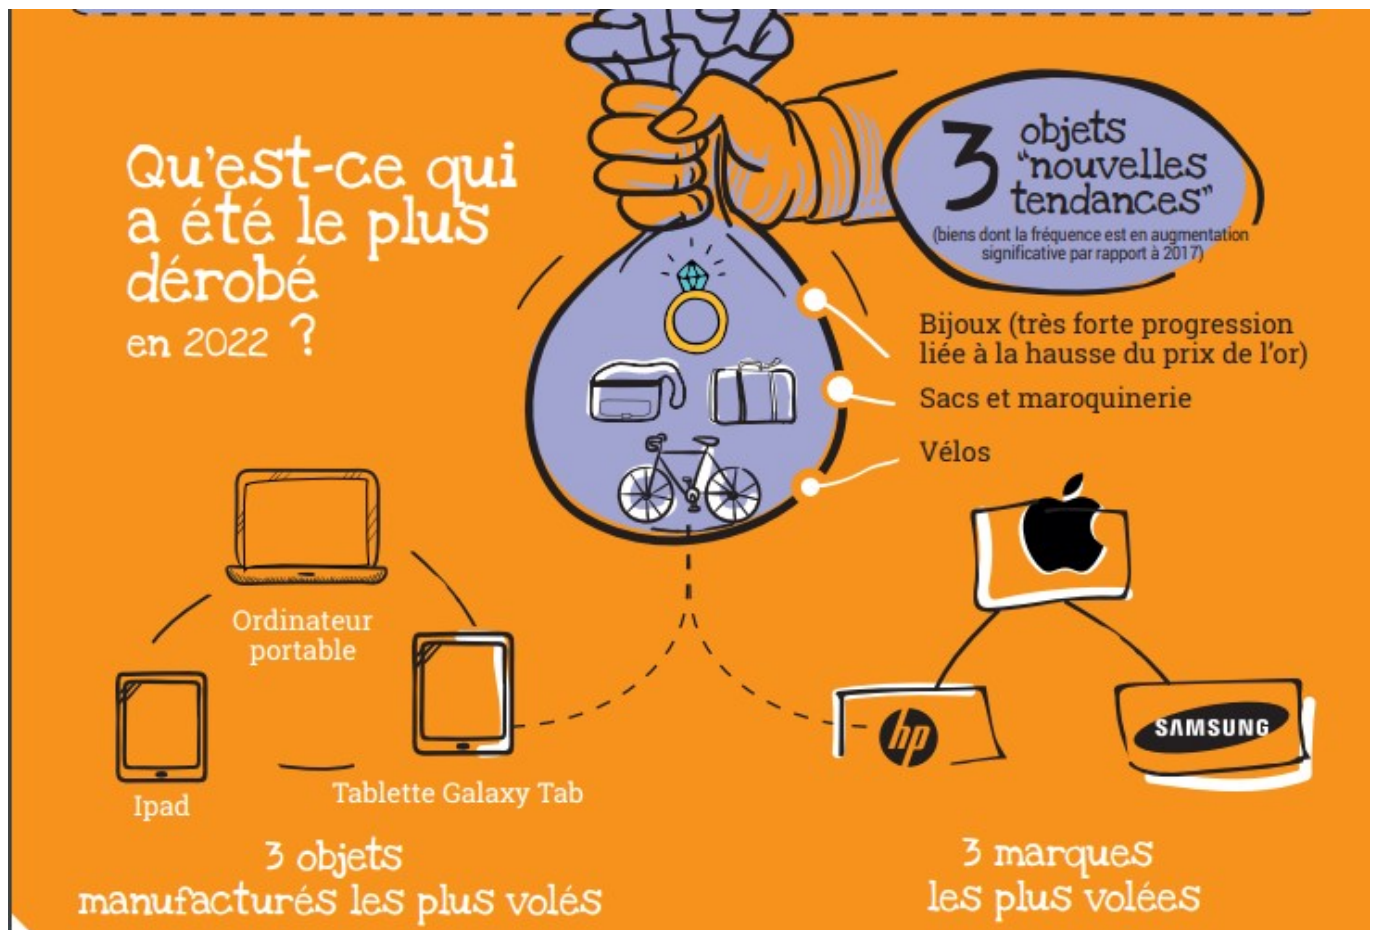 Qu'est-ce qui
a été le plus
dérobé
en 2022 ?
3 objets
"nouvelles
tendances"
(biens dont la fréquence est en augmentation
significative par rapport à 2017)
Bijoux (très forte progression
liée à la hausse du prix de l'or)
Sacs et maroquinerie
Vélos
Ordinateur
portable
Ipad
Tablette Galaxy Tab
3 objets
manufacturés les plus volés
hp
SAMSUNG
3 marques
les plus volées